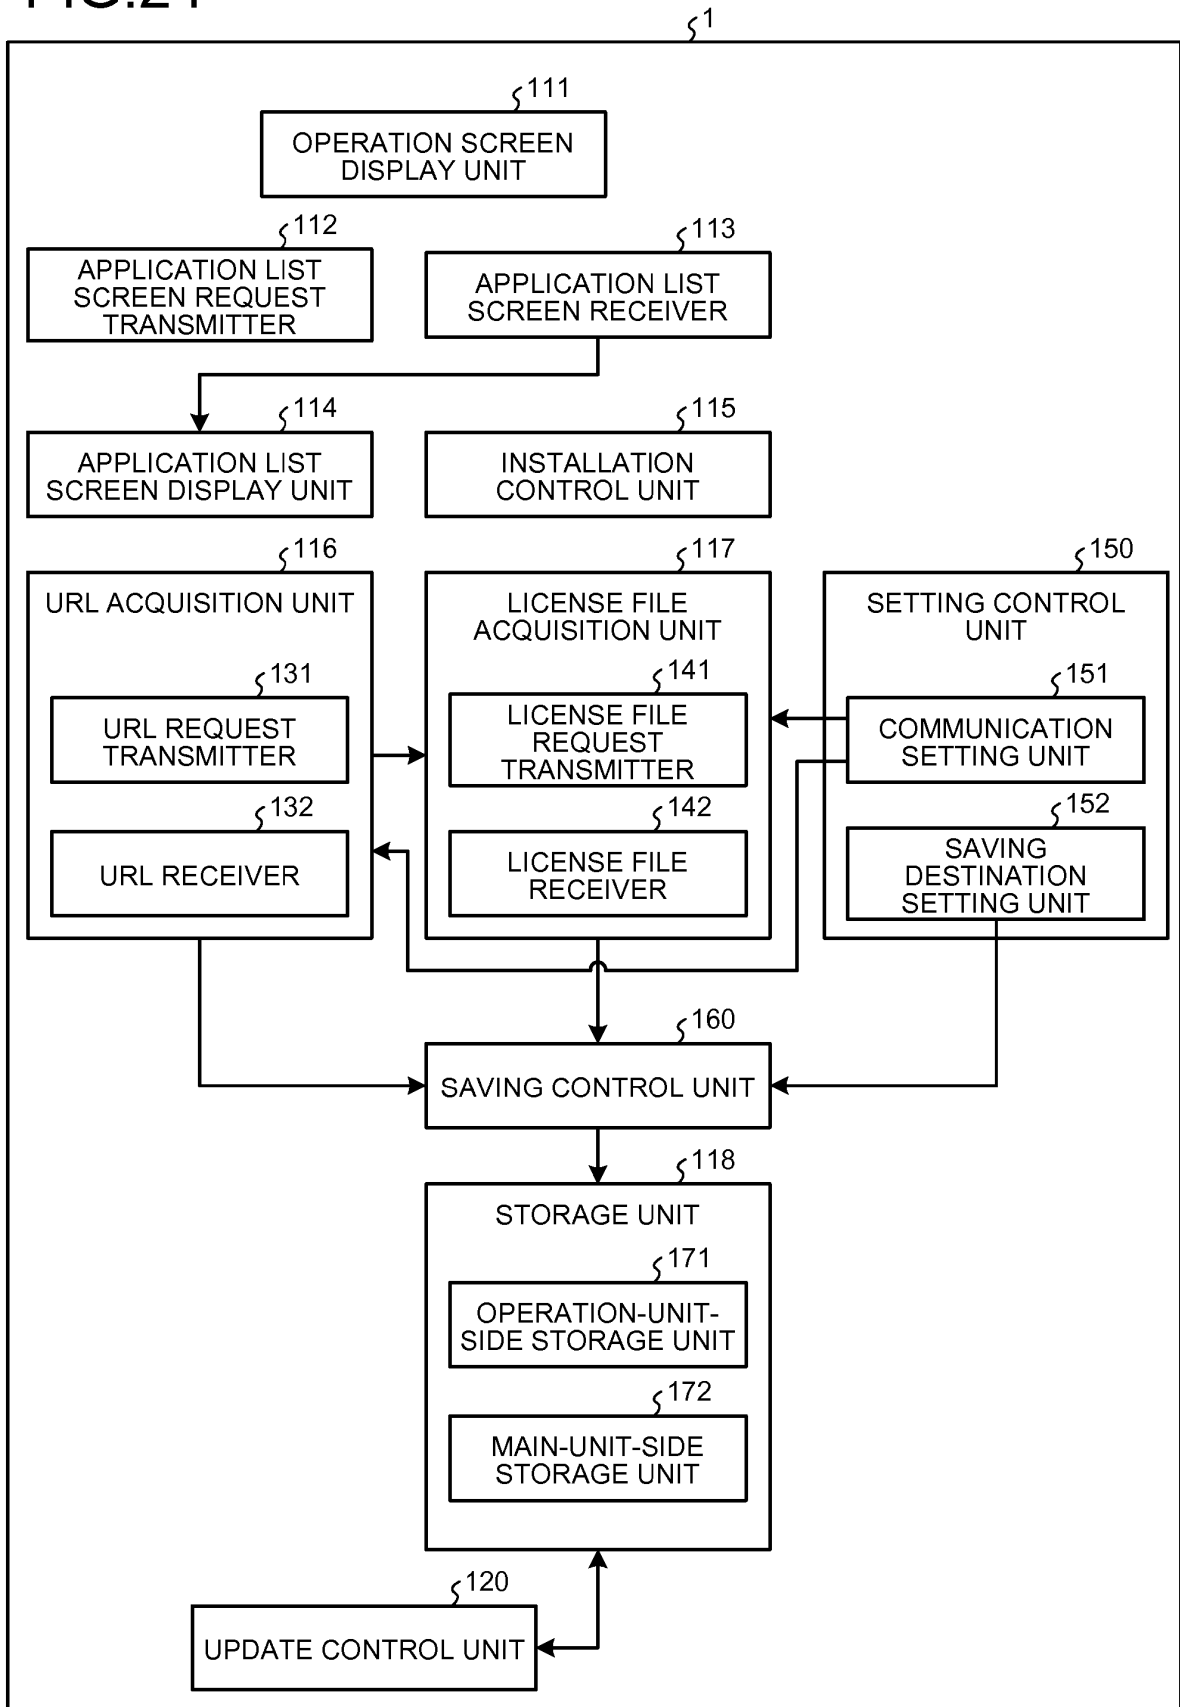 1
111
OPERATION SCREEN
DISPLAY UNIT
112
APPLICATION LIST
SCREEN REQUEST
TRANSMITTER
113
APPLICATION LIST
SCREEN RECEIVER
114
APPLICATION LIST
SCREEN DISPLAY UNIT
115
INSTALLATION
CONTROL UNIT
116
URL ACQUISITION UNIT
131
URL REQUEST
TRANSMITTER
132
URL RECEIVER
117
LICENSE FILE
ACQUISITION UNIT
141
LICENSE FILE
REQUEST
TRANSMITTER
142
LICENSE FILE
RECEIVER
150
SETTING CONTROL
UNIT
151
COMMUNICATION
SETTING UNIT
152
SAVING
DESTINATION
SETTING UNIT
160
SAVING CONTROL UNIT
118
STORAGE UNIT
171
OPERATION-UNIT-
SIDE STORAGE UNIT
172
MAIN-UNIT-SIDE
STORAGE UNIT
120
UPDATE CONTROL UNIT